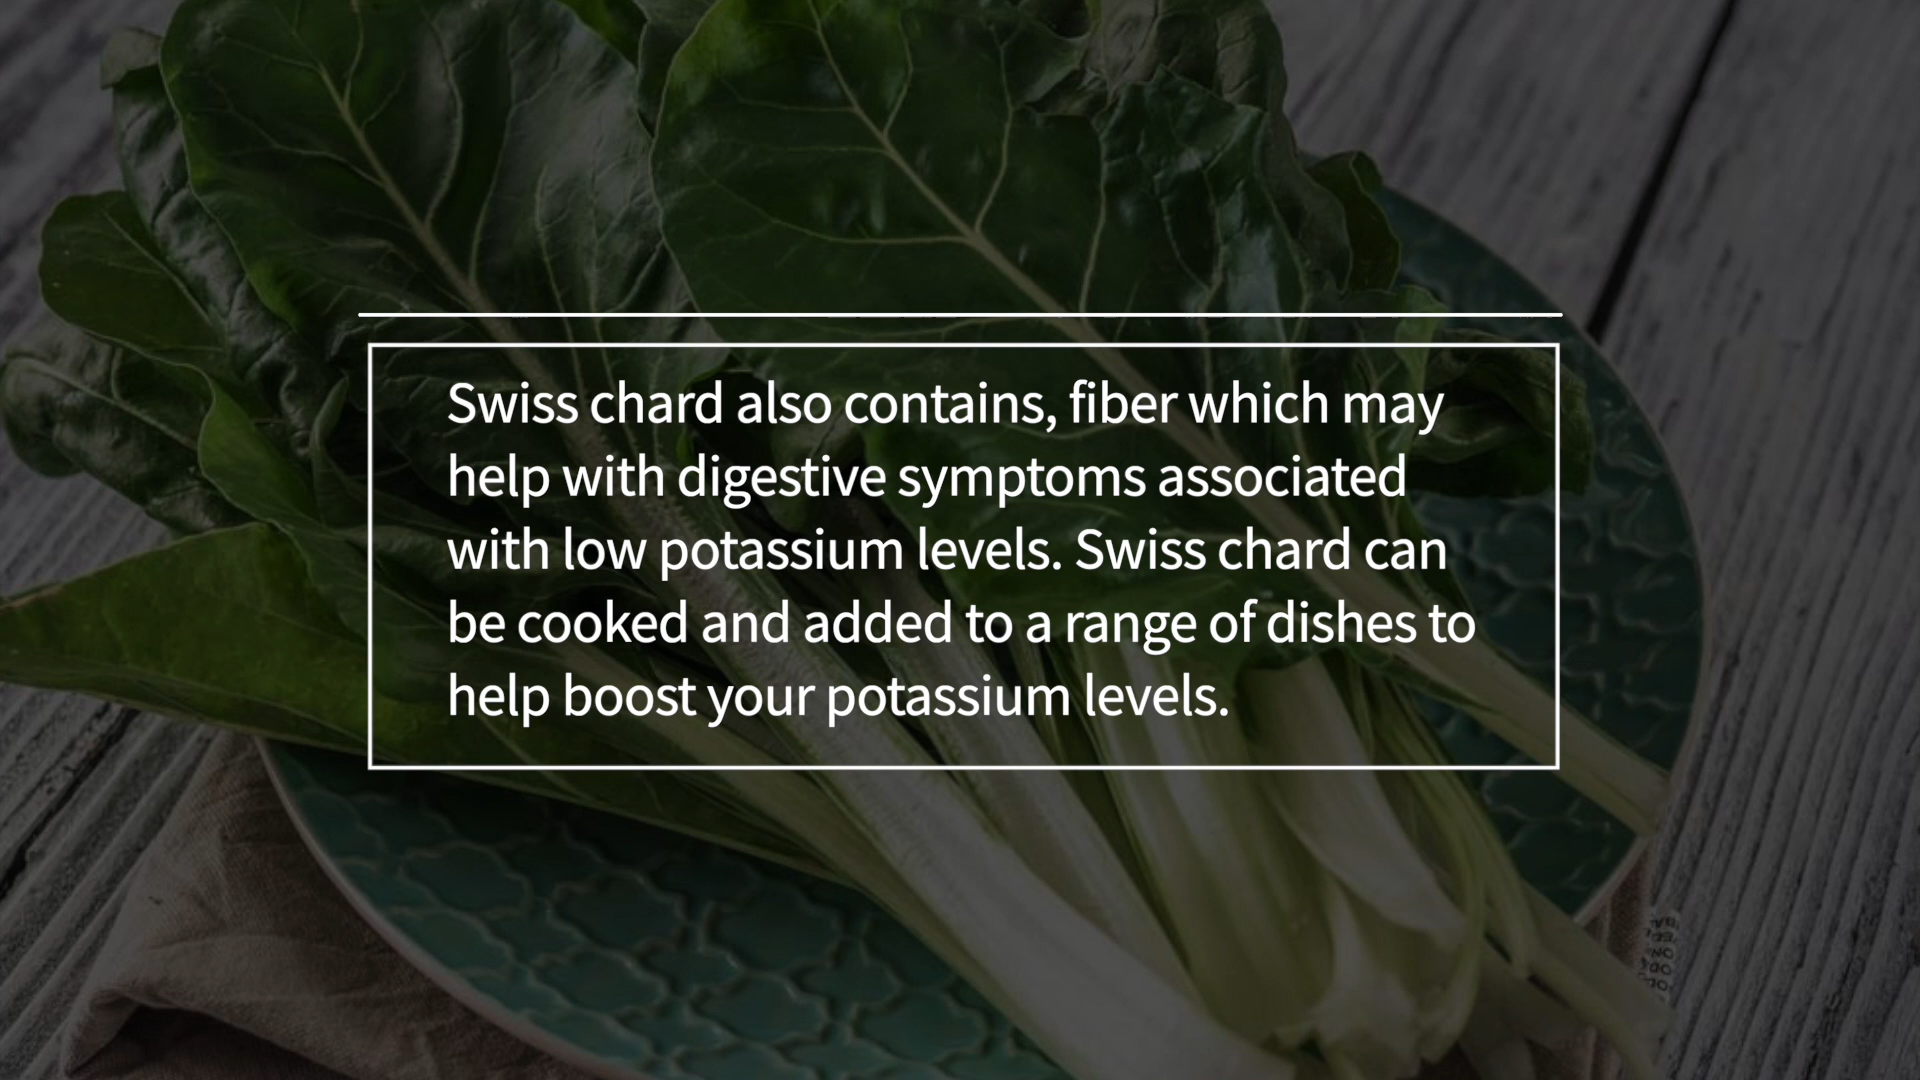 Swiss chard also contains, fiber which may
help with digestive symptoms associated
with low potassium levels. Swiss chard can
be cooked and added to a range of dishes to
help boost your potassium levels.